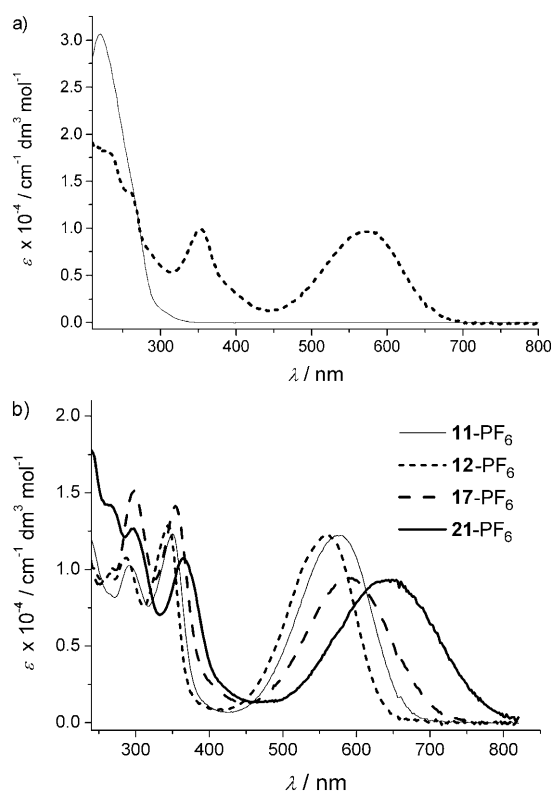 a)
3.0
2.5
2.0
1.5
1.0
0.5
0.0
ε x 10⁻⁴ / cm⁻¹ dm³ mol⁻¹
300 400 500 600 700 800
λ / nm
b)
2.0
1.5
1.0
0.5
0.0
ε x 10⁻⁴ / cm⁻¹ dm³ mol⁻¹
11-PF₆
12-PF₆
17-PF₆
21-PF₆
300 400 500 600 700 800
λ / nm